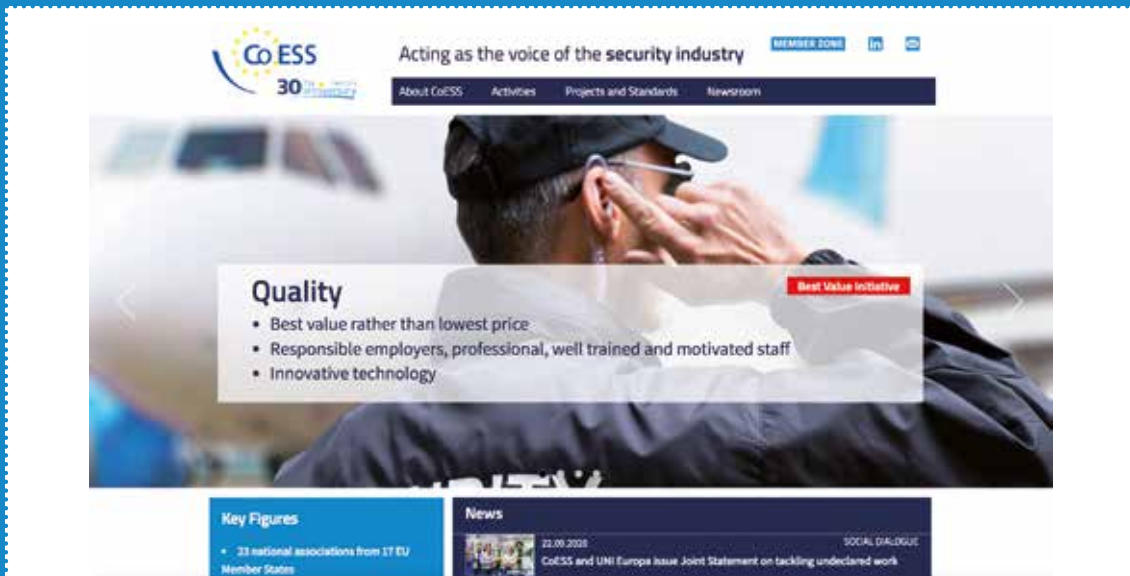 CoESS
30
Acting as the voice of the security industry
MEMBER ZONE
in
About CoESS Activities Projects and Standards Newsroom
Quality
Best Value Initiative
• Best value rather than lowest price
• Responsible employers, professional, well trained and motivated staff
• Innovative technology
Key Figures
• 23 national associations from 17 EU
Member States
News
22.09.2020 SOCIAL DIALOGUE
CoESS and UNI Europa issue Joint Statement on tackling undeclared work